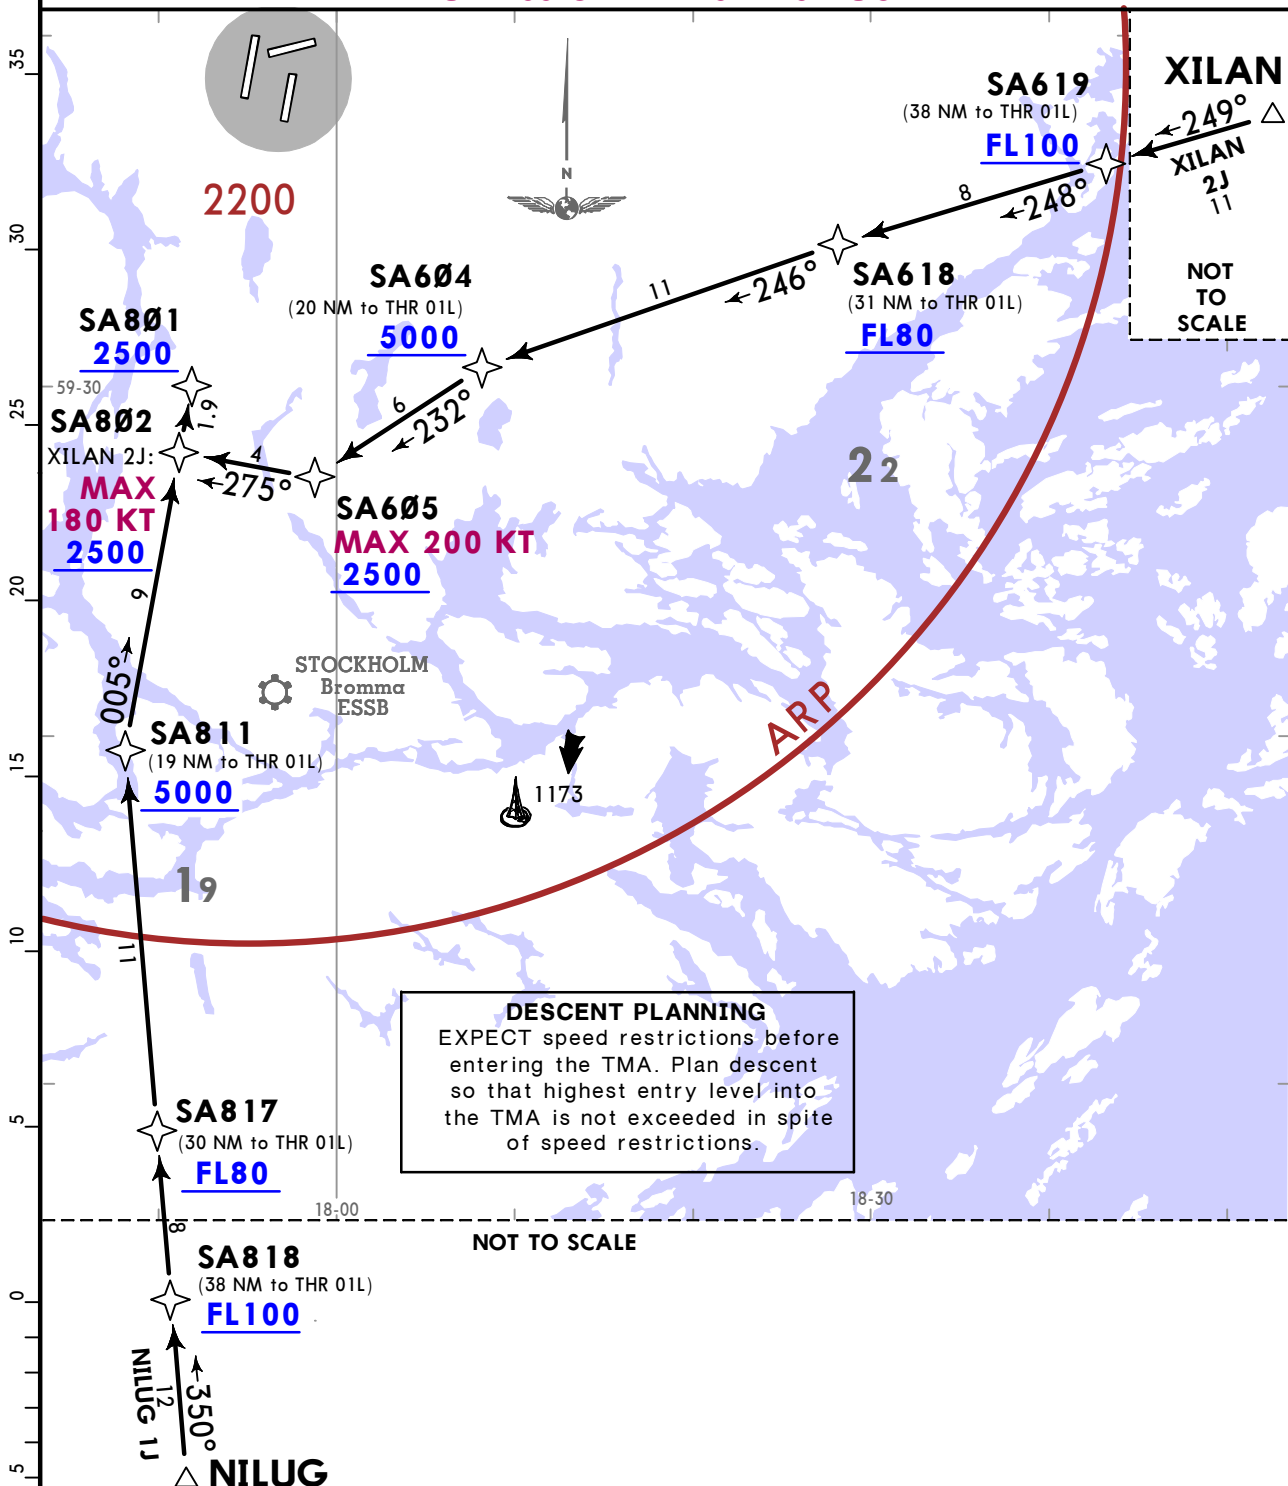 35
XILAN
SA619
(38 NM to THR 01L)
FL100
←249°
XILAN
2J
11
8
←248°
2200
N
30
SA6Ø4
(20 NM to THR 01L)
5000
11
←246°
SA618
(31 NM to THR 01L)
FL80
NOT
TO
SCALE
SA8Ø1
2500
59-30
25
1.9
6
←232°
SA8Ø2
XILAN 2J:
MAX
180 KT
2500
4
←275°
22
SA6Ø5
MAX 200 KT
2500
20
9
005°→
STOCKHOLM
Bromma
ESSB
ARP
SA811
(19 NM to THR 01L)
5000
15
1173
19
10
11
DESCENT PLANNING
EXPECT speed restrictions before
entering the TMA. Plan descent
so that highest entry level into
the TMA is not exceeded in spite
of speed restrictions.
5
SA817
(30 NM to THR 01L)
FL80
18-00
18-30
8
NOT TO SCALE
SA818
(38 NM to THR 01L)
FL100
0
12
NILUG 1J
←350°
5
NILUG